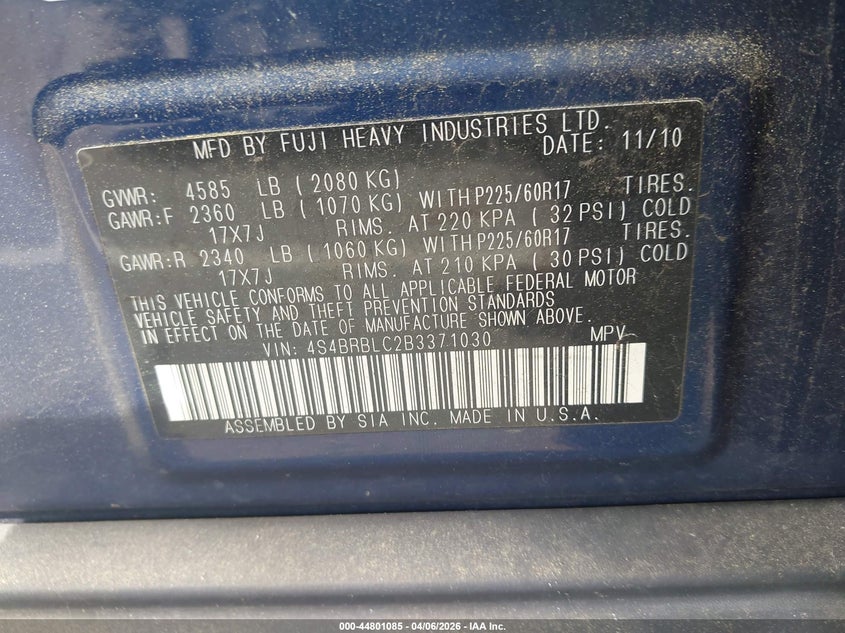 MFD BY FUJI HEAVY INDUSTRIES LTD.
DATE: 11/10
GVWR: 4585 LB ( 2080 KG)
GAWR:F 2360 LB ( 1070 KG) WITH P225/60R17 TIRES.
17X7J RIMS. AT 220 KPA ( 32 PSI) COLD
GAWR:R 2340 LB ( 1060 KG) WITH P225/60R17 TIRES.
17X7J RIMS. AT 210 KPA ( 30 PSI) COLD
THIS VEHICLE CONFORMS TO ALL APPLICABLE FEDERAL MOTOR
VEHICLE SAFETY AND THEFT PREVENTION STANDARDS
IN EFFECT ON THE DATE OF MANUFACTURE SHOWN ABOVE.
VIN: 4S4BRBLC2B3371030 MPV
ASSEMBLED BY SIA INC. MADE IN U.S.A.
000-44801085 - 04/06/2026 - IAA Inc.